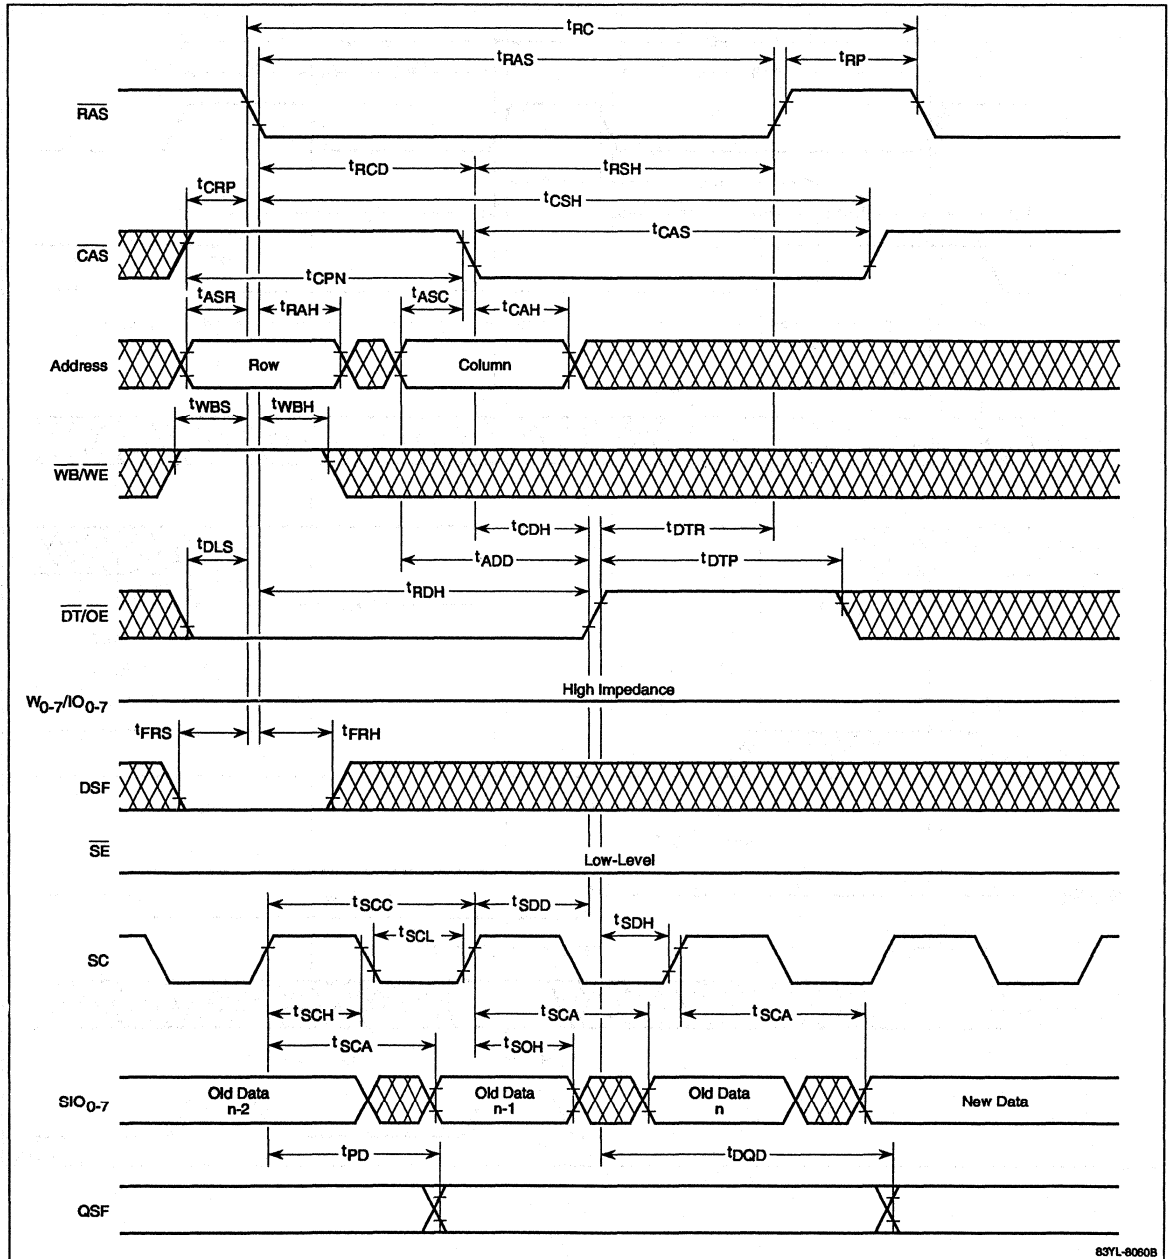 tRC
tRAS
tRP
RAS
tRCD
tRSH
tCRP
tCSH
CAS
tCAS
tCPN
tASR
tRAH
tASC
tCAH
Address
Row
Column
tWBS
tWBH
WB/WE
tCDH
tDTR
tDLS
tADD
tDTP
tRDH
DT/OE
High Impedance
W0-7/IO0-7
tFRS
tFRH
DSF
SE
Low-Level
tSCC
tSDD
tSCL
tSDH
SC
tSCH
tSCA
tSCA
tSCA
tSOH
SIO0-7
Old Data
n-2
Old Data
n-1
Old Data
n
New Data
tPD
tDQD
QSF
83YL-8060B